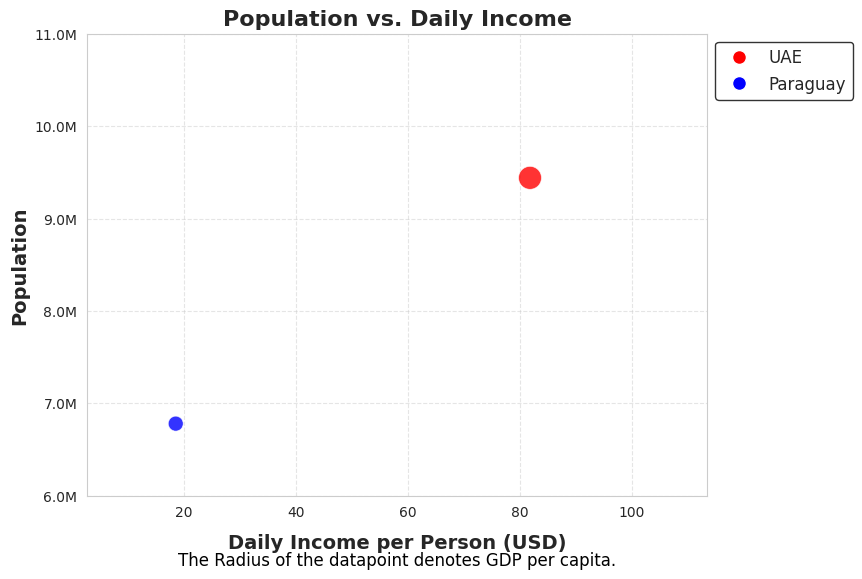 Population vs. Daily Income
11.0M
10.0M
9.0M
8.0M
7.0M
6.0M
Population
20 40 60 80 100
Daily Income per Person (USD)
The Radius of the datapoint denotes GDP per capita.
UAE
Paraguay